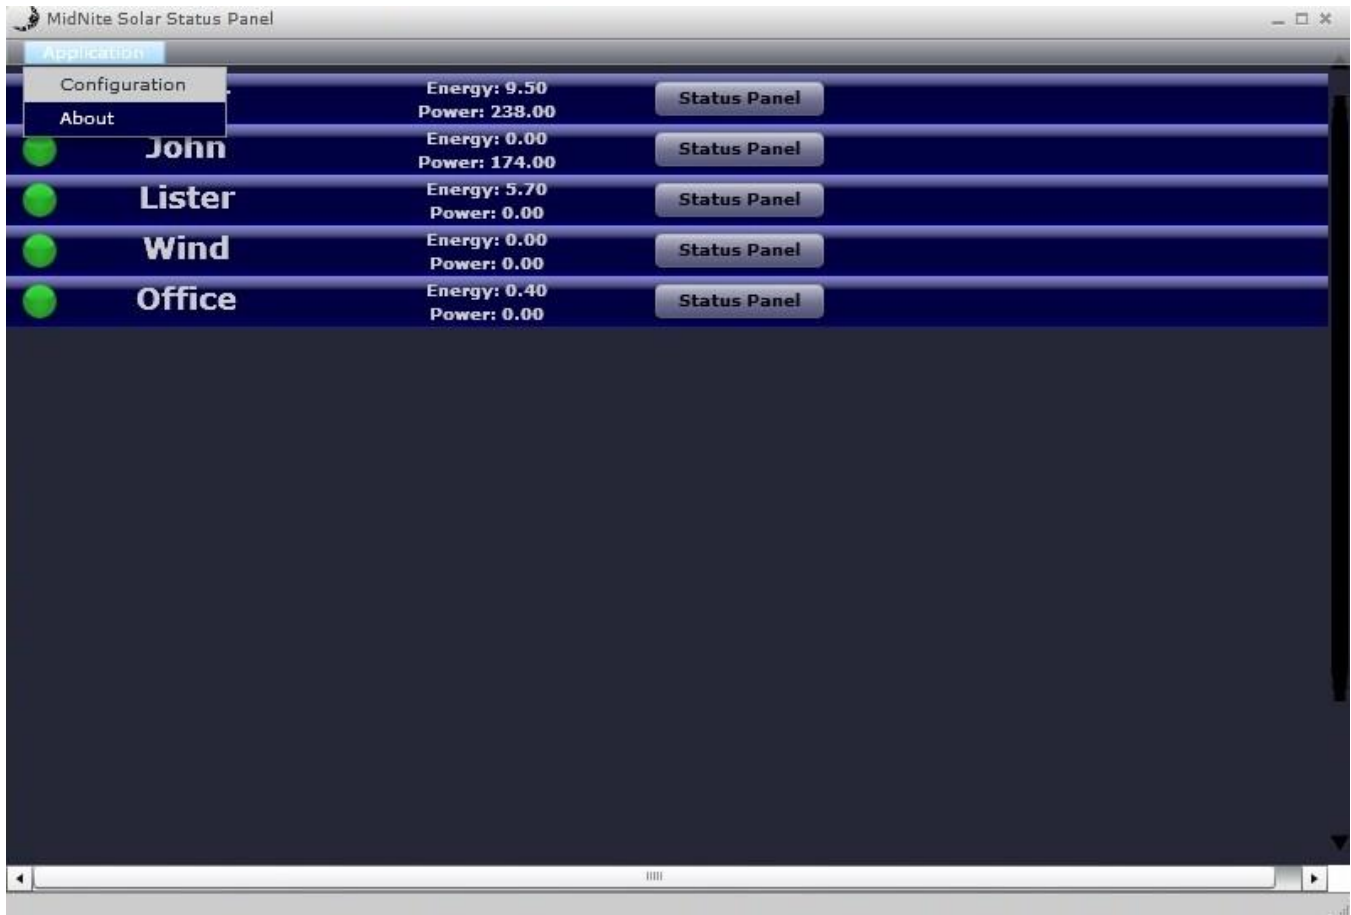 MidNite Solar Status Panel
Application
Configuration
About
Energy: 9.50
Power: 238.00
Status Panel
John
Energy: 0.00
Power: 174.00
Status Panel
Lister
Energy: 5.70
Power: 0.00
Status Panel
Wind
Energy: 0.00
Power: 0.00
Status Panel
Office
Energy: 0.40
Power: 0.00
Status Panel